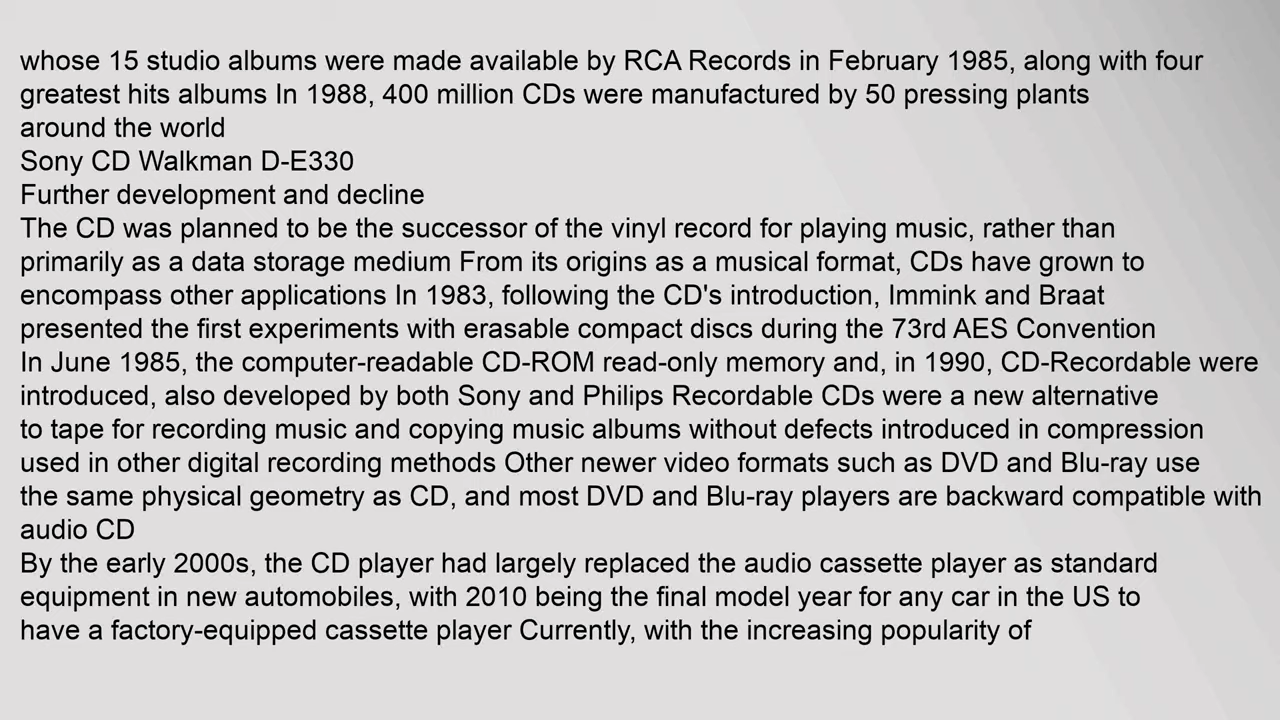 whose 15 studio albums were made available by RCA Records in February 1985, along with four
greatest hits albums In 1988, 400 million CDs were manufactured by 50 pressing plants
around the world
Sony CD Walkman D-E330
Further development and decline
The CD was planned to be the successor of the vinyl record for playing music, rather than
primarily as a data storage medium From its origins as a musical format, CDs have grown to
encompass other applications In 1983, following the CD's introduction, Immink and Braat
presented the first experiments with erasable compact discs during the 73rd AES Convention
In June 1985, the computer-readable CD-ROM read-only memory and, in 1990, CD-Recordable were
introduced, also developed by both Sony and Philips Recordable CDs were a new alternative
to tape for recording music and copying music albums without defects introduced in compression
used in other digital recording methods Other newer video formats such as DVD and Blu-ray use
the same physical geometry as CD, and most DVD and Blu-ray players are backward compatible with
audio CD
By the early 2000s, the CD player had largely replaced the audio cassette player as standard
equipment in new automobiles, with 2010 being the final model year for any car in the US to
have a factory-equipped cassette player Currently, with the increasing popularity of